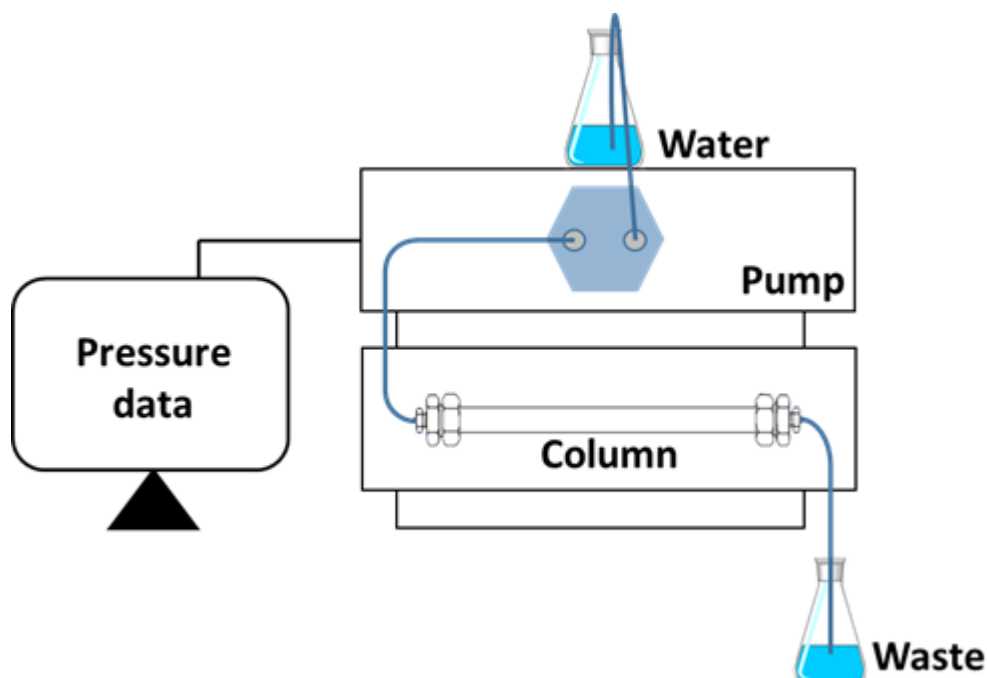 Water
Pump
Pressure
data
Column
Waste